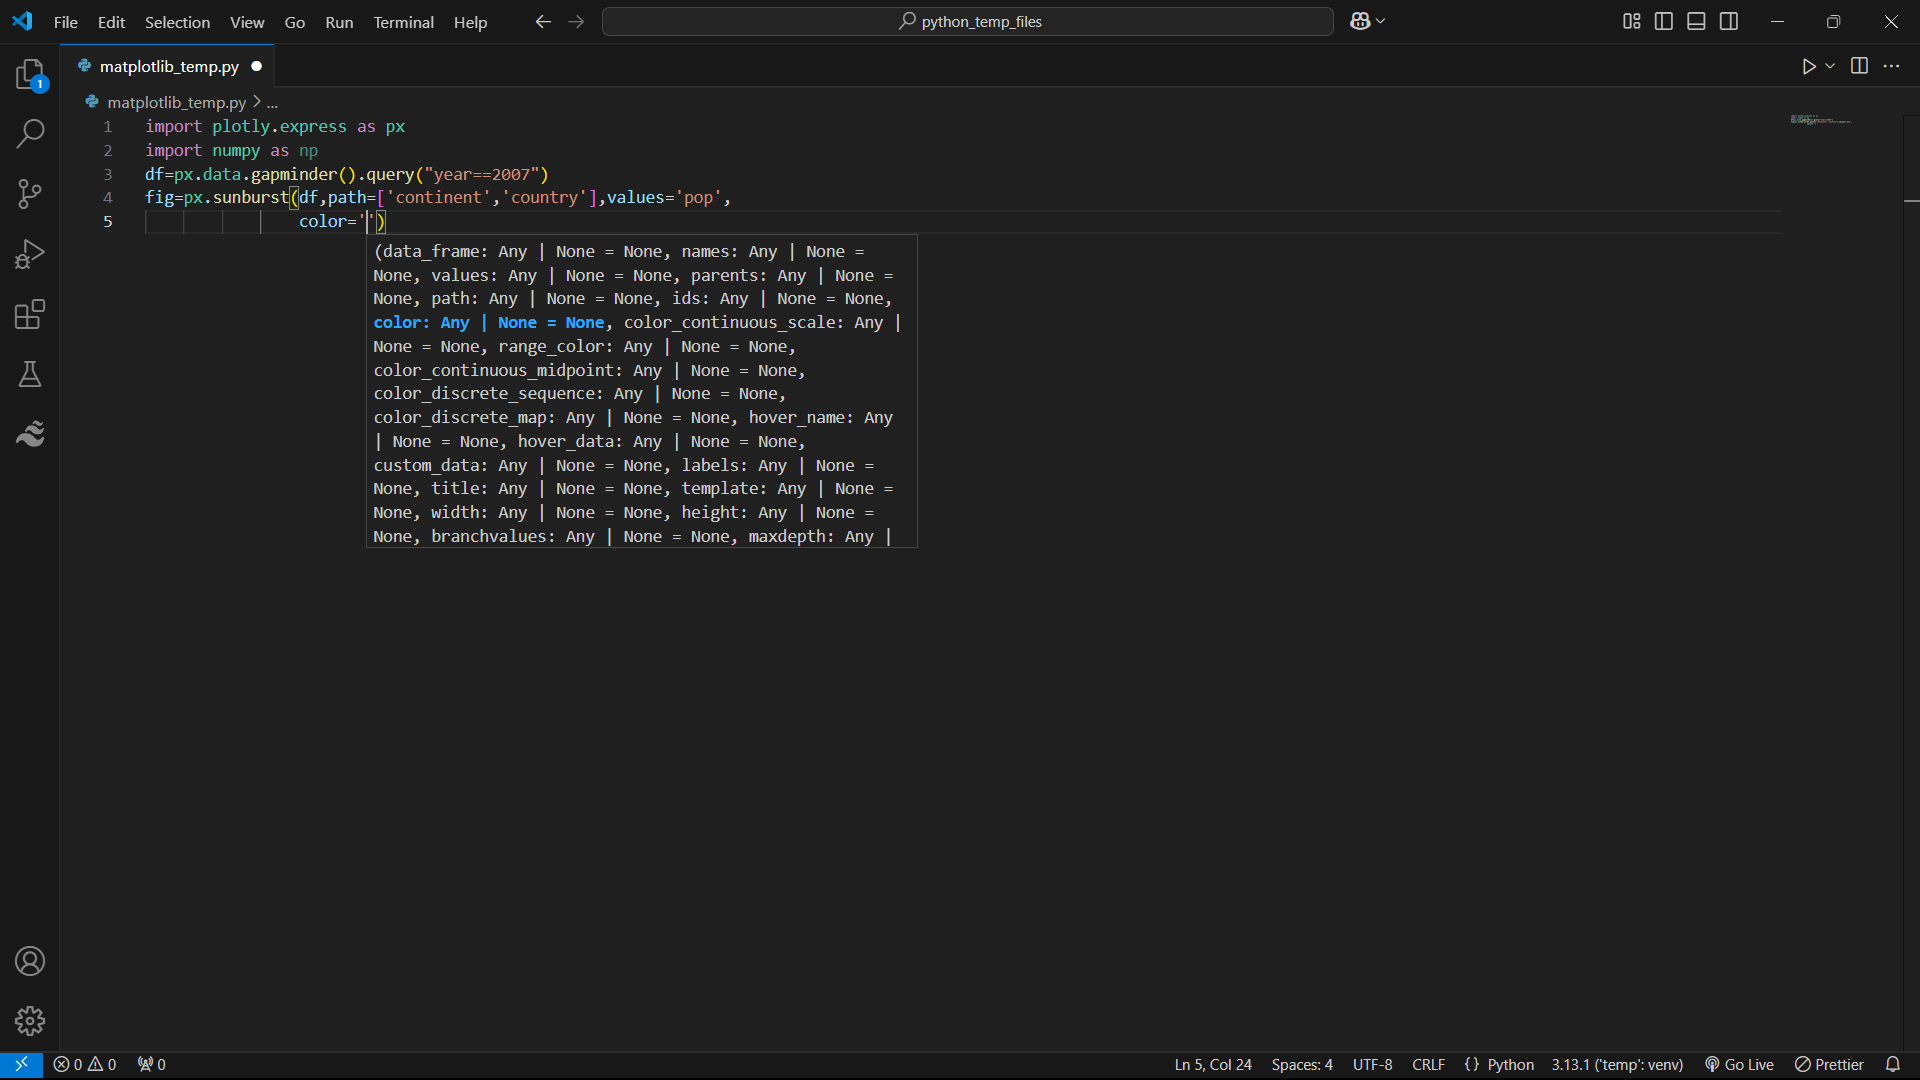 File Edit Selection View Go Run Terminal Help
python_temp_files
matplotlib_temp.py
1
matplotlib_temp.py > ...
1 import plotly.express as px
2 import numpy as np
3 df=px.data.gapminder().query("year==2007")
4 fig=px.sunburst(df,path=['continent','country'],values='pop',
5 color='')
(data_frame: Any | None = None, names: Any | None =
None, values: Any | None = None, parents: Any | None =
None, path: Any | None = None, ids: Any | None = None,
color: Any | None = None, color_continuous_scale: Any |
None = None, range_color: Any | None = None,
color_continuous_midpoint: Any | None = None,
color_discrete_sequence: Any | None = None,
color_discrete_map: Any | None = None, hover_name: Any
| None = None, hover_data: Any | None = None,
custom_data: Any | None = None, labels: Any | None =
None, title: Any | None = None, template: Any | None =
None, width: Any | None = None, height: Any | None =
None, branchvalues: Any | None = None, maxdepth: Any |
0 0 0 Ln 5, Col 24 Spaces: 4 UTF-8 CRLF {} Python 3.13.1 ('temp': venv) Go Live Prettier